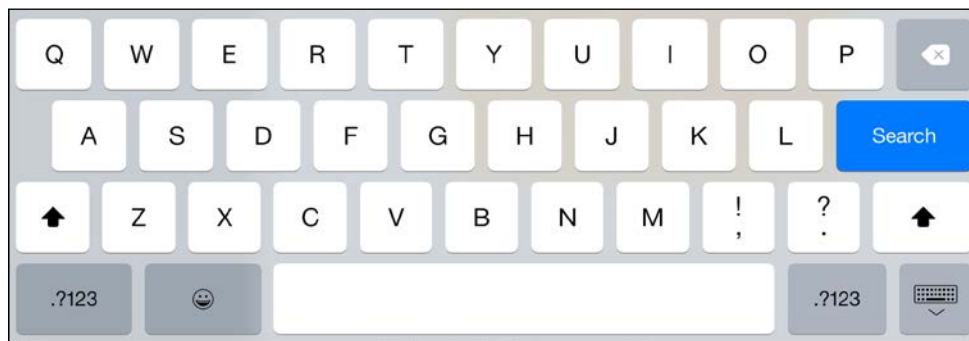 Q W E R T Y U I O P
A S D F G H J K L Search
Z X C V B N M ! , ? .
.?123 .?123